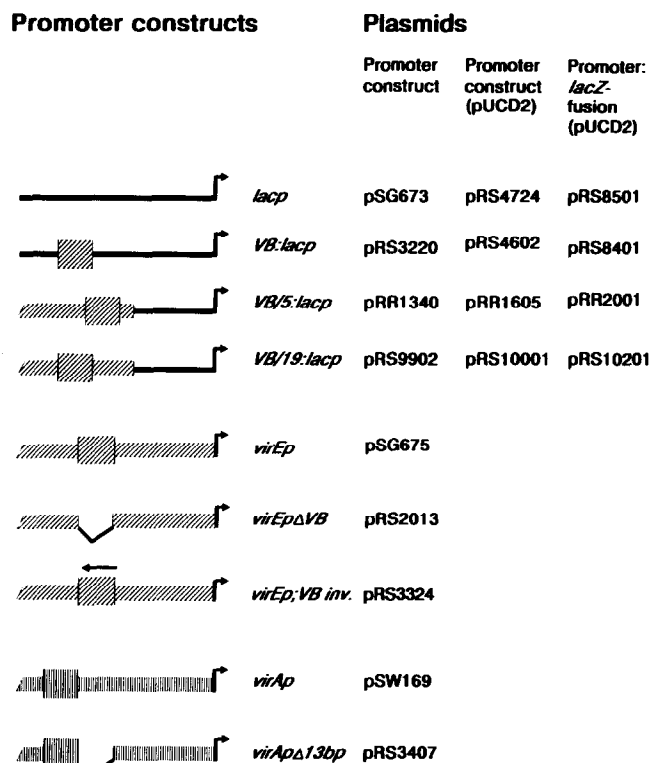 Promoter constructs Plasmids
Promoter construct
Promoter construct (pUCD2)
Promoter: lacZ- fusion (pUCD2)
lacp pSG673 pRS4724 pRS8501
VB:lacp pRS3220 pRS4602 pRS8401
VB/5:lacp pRR1340 pRR1605 pRR2001
VB/19:lacp pRS9902 pRS10001 pRS10201
virEp pSG675
virEpΔVB pRS2013
virEp;VB inv. pRS3324
virAp pSW169
virApΔ13bp pRS3407